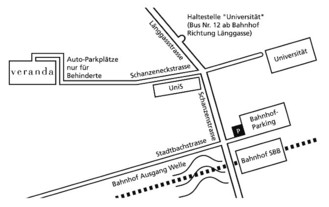 Haltestelle "Universität"
(Bus Nr. 12 ab Bahnhof
Richtung Länggasse)
Länggassstrasse
Auto-Parkplätze
nur für
Behinderte
veranda
Schanzeneckstrasse
Universität
UniS
Schanzenstrasse
Bahnhof-
Parking
P
Stadtbachstrasse
Bahnhof SBB
Bahnhof Ausgang Welle